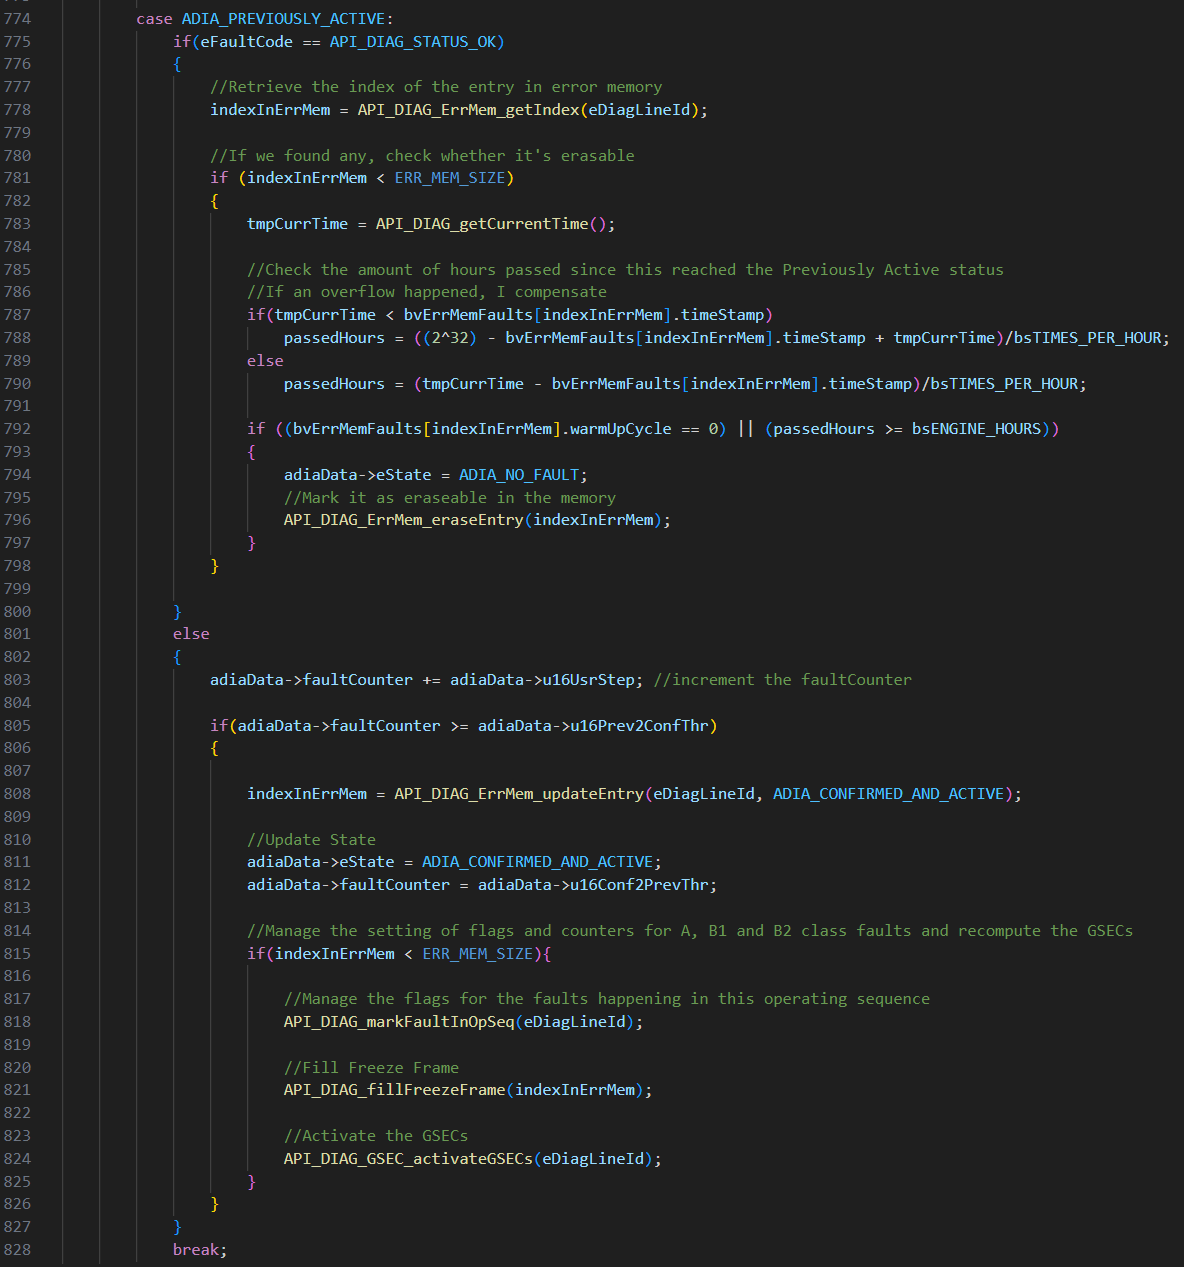 774 case ADIA_PREVIOUSLY_ACTIVE:
775 if(eFaultCode == API_DIAG_STATUS_OK)
776 {
777 //Retrieve the index of the entry in error memory
778 indexInErrMem = API_DIAG_ErrMem_getIndex(eDiagLineId);
779
780 //If we found any, check whether it's erasable
781 if (indexInErrMem < ERR_MEM_SIZE)
782 {
783 tmpCurrTime = API_DIAG_getCurrentTime();
784
785 //Check the amount of hours passed since this reached the Previously Active status
786 //If an overflow happened, I compensate
787 if(tmpCurrTime < bvErrMemFaults[indexInErrMem].timeStamp)
788 passedHours = ((2^32) - bvErrMemFaults[indexInErrMem].timeStamp + tmpCurrTime)/bsTIMES_PER_HOUR;
789 else
790 passedHours = (tmpCurrTime - bvErrMemFaults[indexInErrMem].timeStamp)/bsTIMES_PER_HOUR;
791
792 if ((bvErrMemFaults[indexInErrMem].warmUpCycle == 0) || (passedHours >= bsENGINE_HOURS))
793 {
794 adiaData->eState = ADIA_NO_FAULT;
795 //Mark it as eraseable in the memory
796 API_DIAG_ErrMem_eraseEntry(indexInErrMem);
797 }
798 }
799
800 }
801 else
802 {
803 adiaData->faultCounter += adiaData->u16UsrStep; //increment the faultCounter
804
805 if(adiaData->faultCounter >= adiaData->u16Prev2ConfThr)
806 {
807
808 indexInErrMem = API_DIAG_ErrMem_updateEntry(eDiagLineId, ADIA_CONFIRMED_AND_ACTIVE);
809
810 //Update State
811 adiaData->eState = ADIA_CONFIRMED_AND_ACTIVE;
812 adiaData->faultCounter = adiaData->u16Conf2PrevThr;
813
814 //Manage the setting of flags and counters for A, B1 and B2 class faults and recompute the GSECs
815 if(indexInErrMem < ERR_MEM_SIZE){
816
817 //Manage the flags for the faults happening in this operating sequence
818 API_DIAG_markFaultInOpSeq(eDiagLineId);
819
820 //Fill Freeze Frame
821 API_DIAG_fillFreezeFrame(indexInErrMem);
822
823 //Activate the GSECs
824 API_DIAG_GSEC_activateGSECs(eDiagLineId);
825 }
826 }
827 }
828 break;